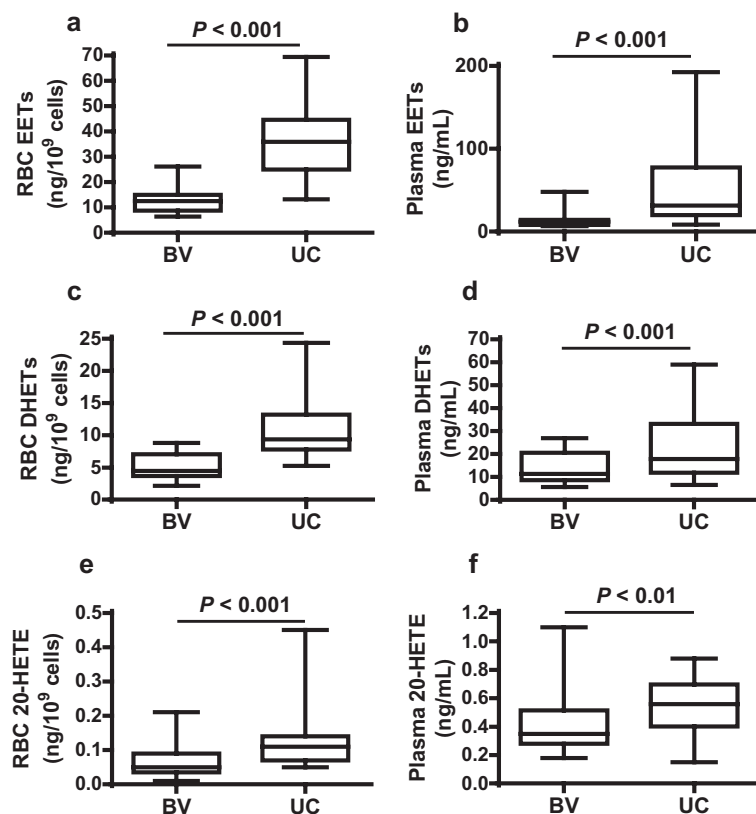 a
P < 0.001
RBC EETs
(ng/10⁹ cells)
70
60
50
40
30
20
10
0
BV
UC
b
P < 0.001
Plasma EETs
(ng/mL)
200
100
0
BV
UC
c
P < 0.001
RBC DHETs
(ng/10⁹ cells)
25
20
15
10
5
0
BV
UC
d
P < 0.001
Plasma DHETs
(ng/mL)
70
60
50
40
30
20
10
0
BV
UC
e
P < 0.001
RBC 20-HETE
(ng/10⁹ cells)
0.5
0.4
0.3
0.2
0.1
0.0
BV
UC
f
P < 0.01
Plasma 20-HETE
(ng/mL)
1.2
1.0
0.8
0.6
0.4
0.2
0.0
BV
UC